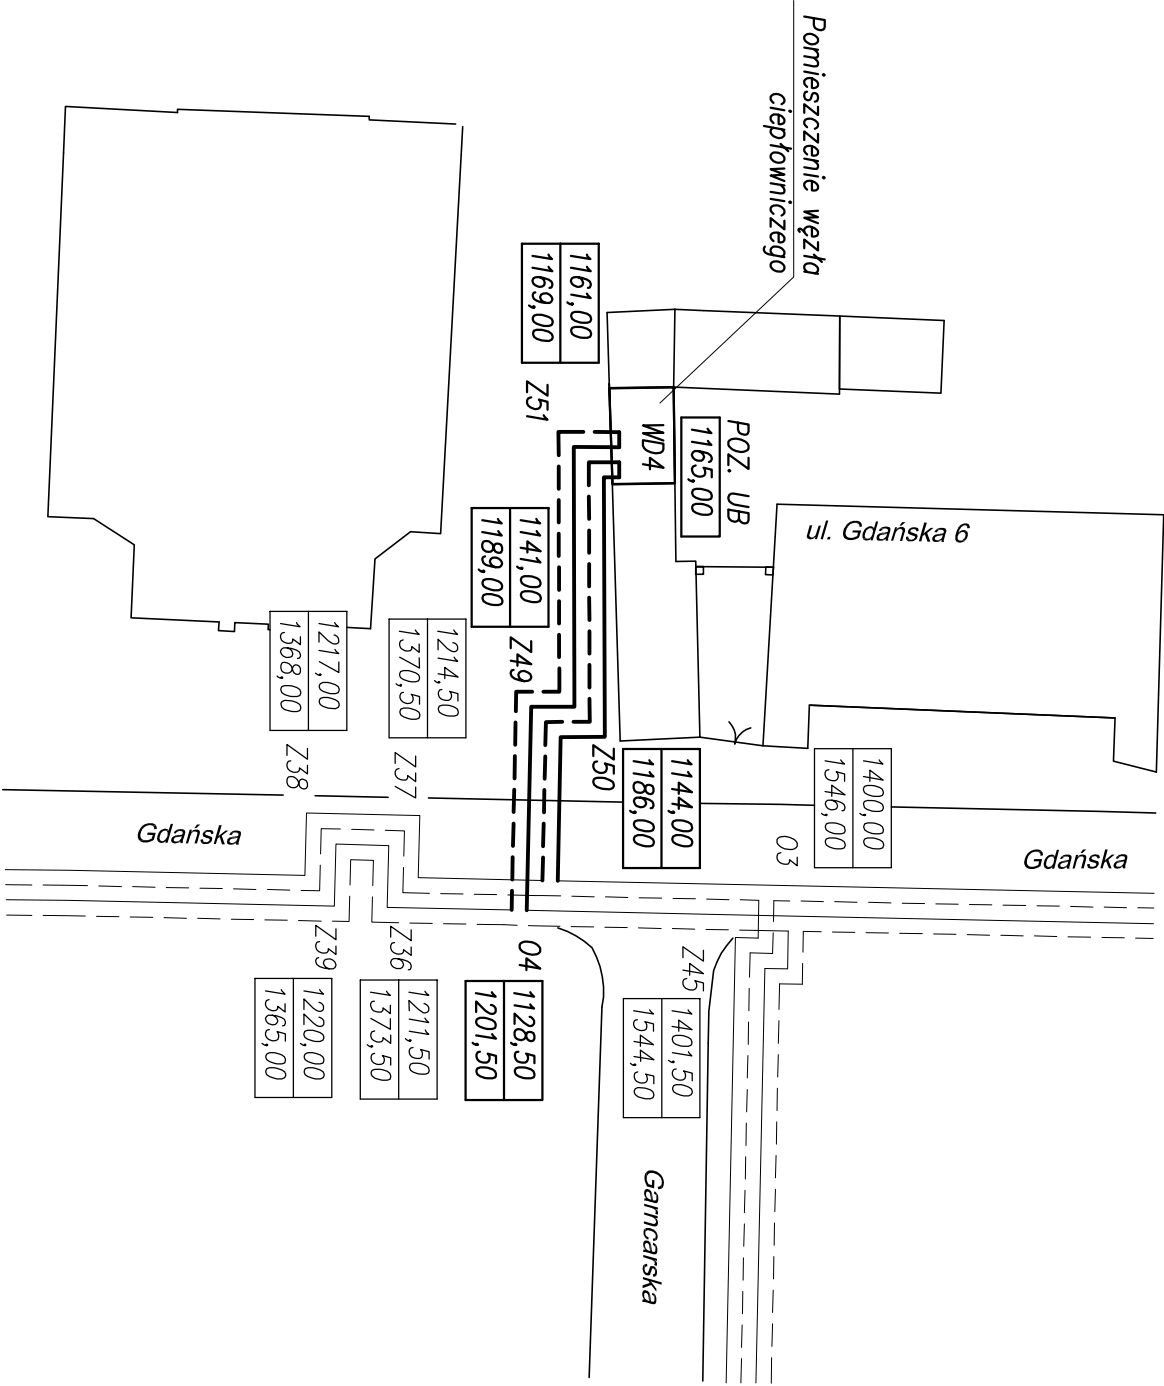 Pomieszczenie węzła
ciepłowniczego
1161,00
1169,00
Z51
WD4
POZ. UB
1165,00
ul. Gdańska 6
1141,00
1189,00
Z49
1217,00
1368,00
Z38
1214,50
1370,50
Z37
Z50
1144,00
1186,00
1400,00
1546,00
O3
Gdańska
Gdańska
Z39
1220,00
1365,00
Z36
1211,50
1373,50
O4
1128,50
1201,50
Z45
1401,50
1544,50
Garncarska